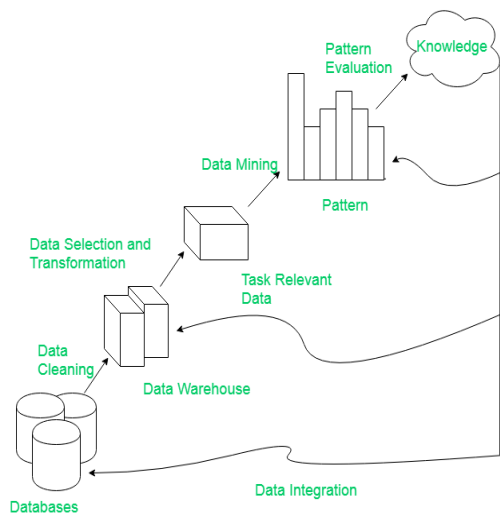 Pattern
Evaluation
Knowledge
Data Mining
Pattern
Data Selection and
Transformation
Task Relevant
Data
Data
Cleaning
Data Warehouse
Data Integration
Databases